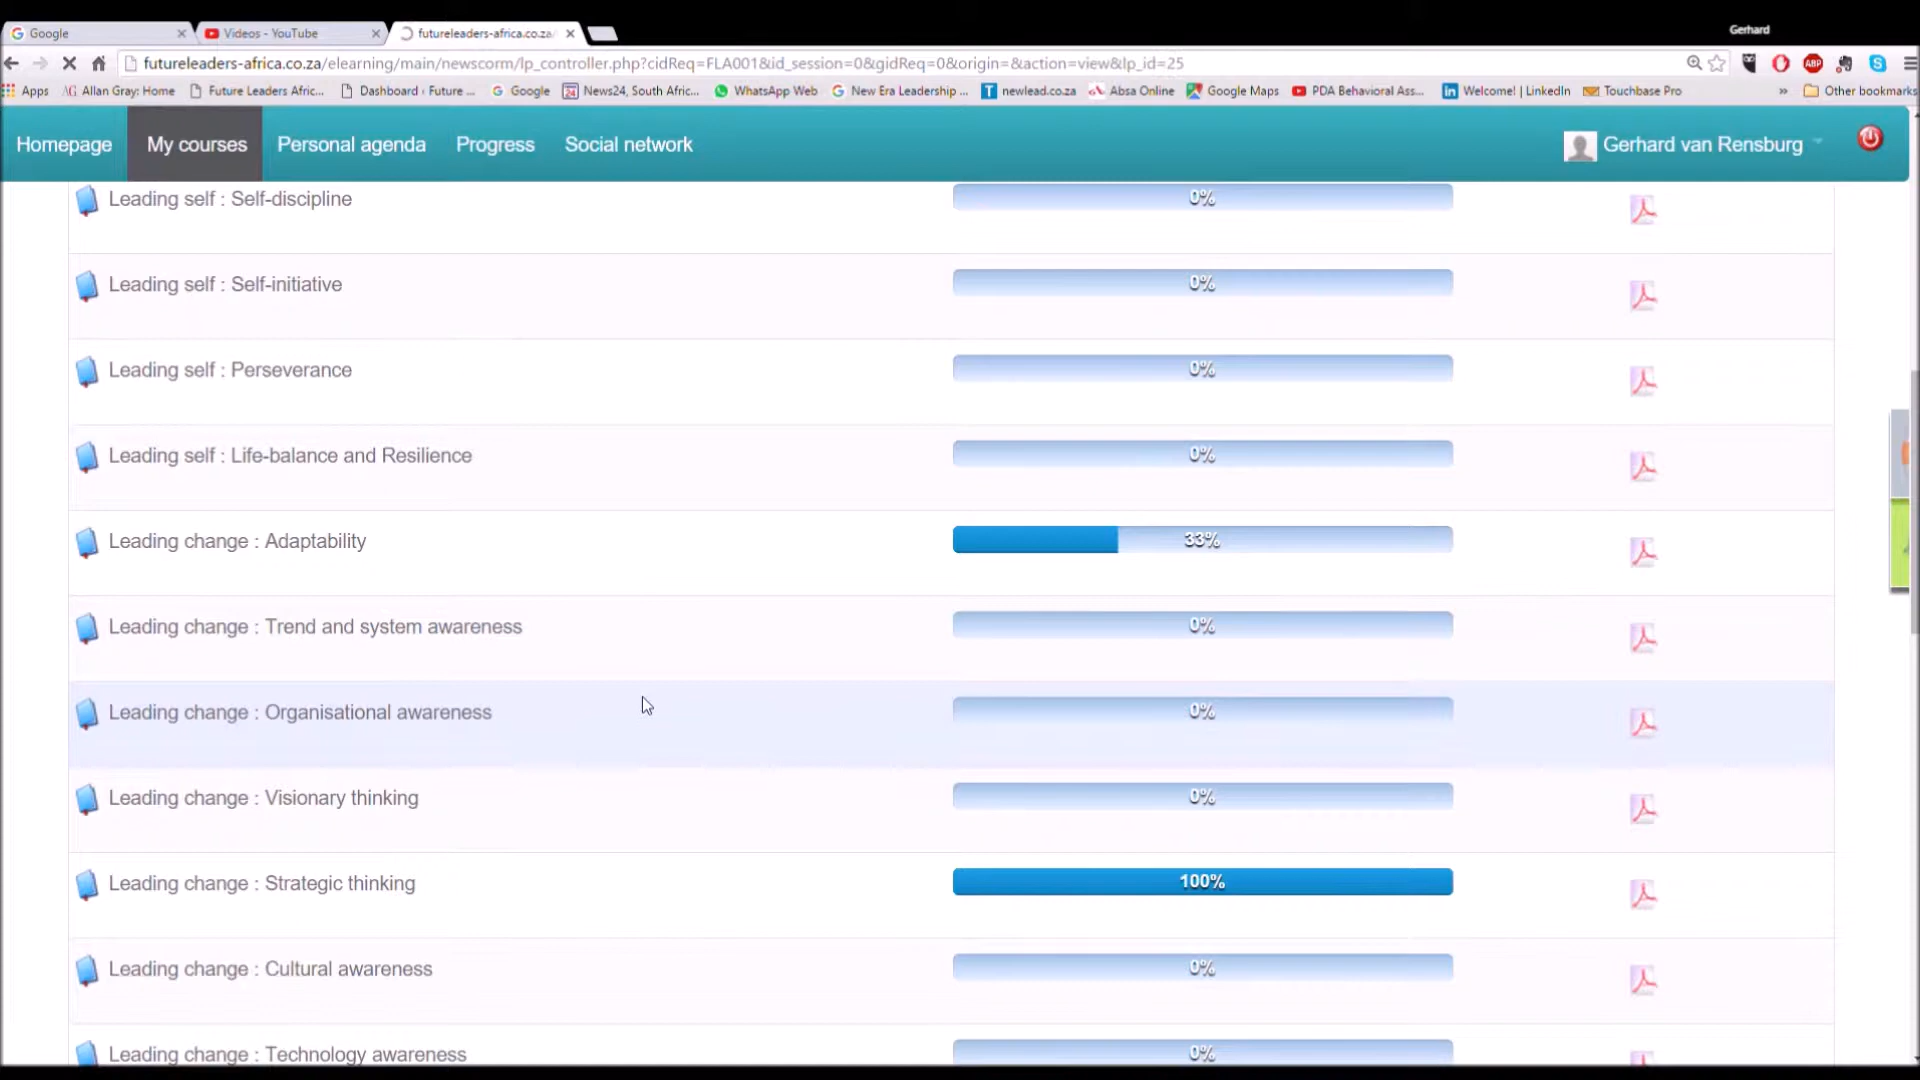 Google
Videos - YouTube
futureleaders-africa.co.za/
Gerhard
futureleaders-africa.co.za/elearning/main/newscorm/lp_controller.php?cidReq=FLA001&id_session=0&gidReq=0&origin=&action=view&lp_id=25
Apps
AG Allan Gray: Home
Future Leaders Afric...
Dashboard ‹ Future ...
Google
News24, South Afric...
WhatsApp Web
New Era Leadership ...
newlead.co.za
Absa Online
Google Maps
PDA Behavioral Ass...
Welcome! | LinkedIn
Touchbase Pro
»
Other bookmarks
Homepage
My courses
Personal agenda
Progress
Social network
Gerhard van Rensburg
Leading self : Self-discipline 0%
Leading self : Self-initiative 0%
Leading self : Perseverance 0%
Leading self : Life-balance and Resilience 0%
Leading change : Adaptability 33%
Leading change : Trend and system awareness 0%
Leading change : Organisational awareness 0%
Leading change : Visionary thinking 0%
Leading change : Strategic thinking 100%
Leading change : Cultural awareness 0%
Leading change : Technology awareness 0%